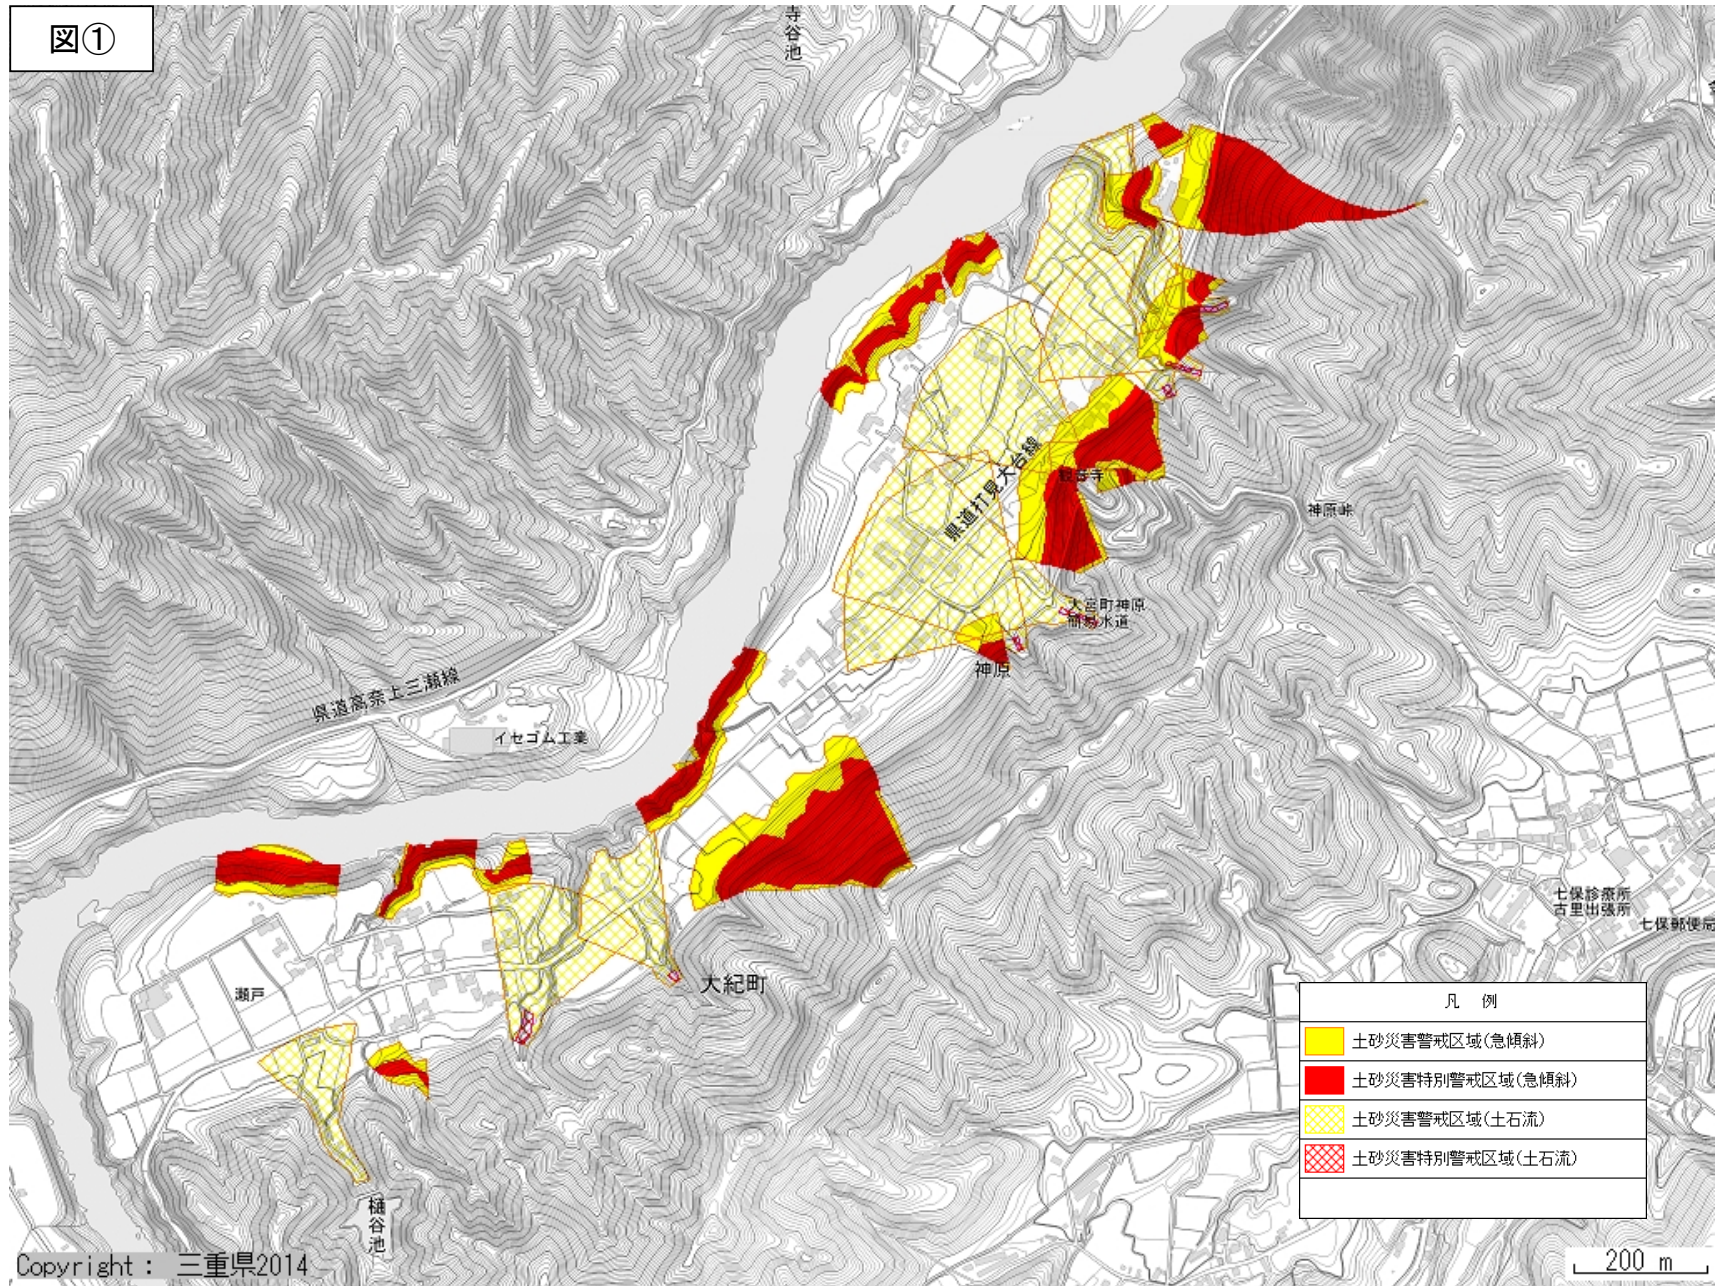 図①
寺谷池
県道打見大台線
神原峠
大宮町神原
簡易水道
神原
県道高奈上三瀬線
イセゴム工業
七保診療所
古里出張所
七保郵便局
大紀町
瀬戸
樋谷池
凡 例
土砂災害警戒区域(急傾斜)
土砂災害特別警戒区域(急傾斜)
土砂災害警戒区域(土石流)
土砂災害特別警戒区域(土石流)
Copyright : 三重県2014
200 m